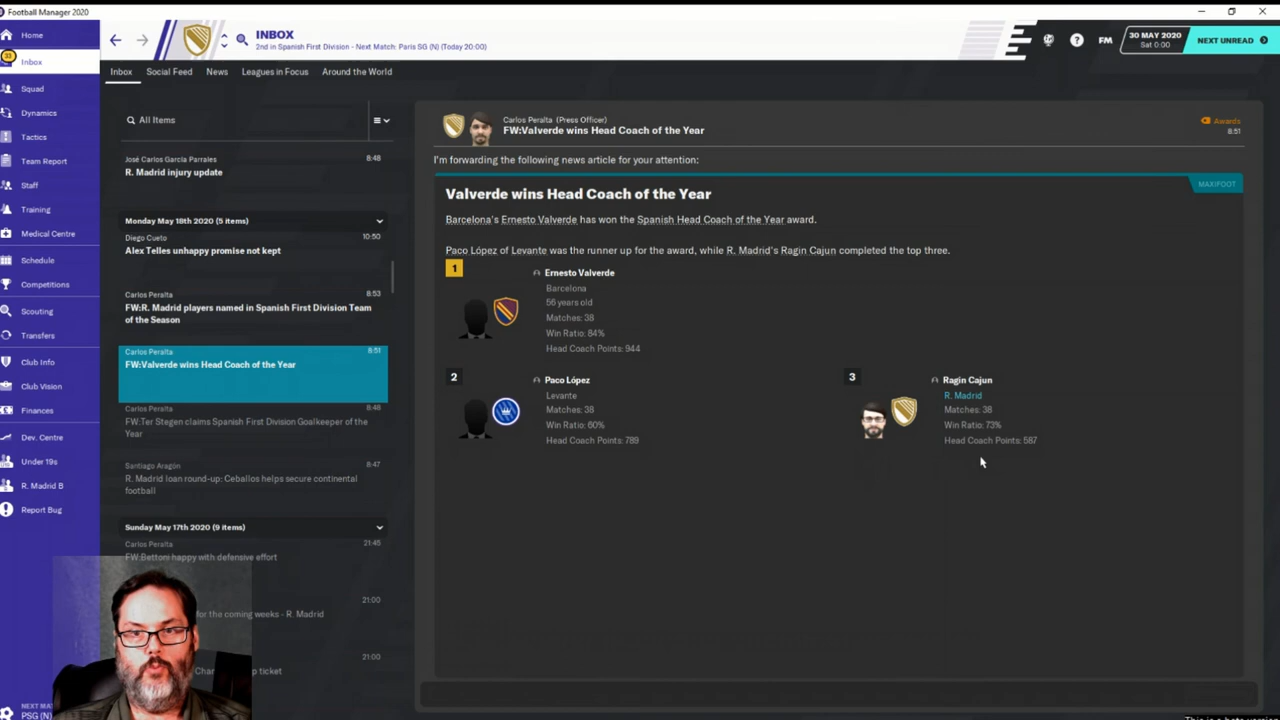 Football Manager 2020
Home
33
Inbox
Squad
Dynamics
Tactics
Team Report
Staff
Training
Medical Centre
Schedule
Competitions
Scouting
Transfers
Club Info
Club Vision
Finances
Dev. Centre
Under 19s
R. Madrid B
Report Bug
NEXT MA
PSG (N)
INBOX
2nd in Spanish First Division - Next Match: Paris SG (N) (Today 20:00)
FM
30 MAY 2020
Sat 0:00
NEXT UNREAD
Inbox
Social Feed
News
Leagues in Focus
Around the World
All Items
José Carlos García Parrales
8:48
R. Madrid injury update
Monday May 18th 2020 (5 items)
Diego Cueto
10:50
Alex Telles unhappy promise not kept
Carlos Peralta
8:53
FW:R. Madrid players named in Spanish First Division Team
of the Season
Carlos Peralta
8:51
FW:Valverde wins Head Coach of the Year
Carlos Peralta
8:48
FW:Ter Stegen claims Spanish First Division Goalkeeper of the
Year
Santiago Aragón
8:47
R. Madrid loan round-up: Ceballos helps secure continental
football
Sunday May 17th 2020 (9 items)
Carlos Peralta
21:45
FW:Bettoni happy with defensive effort
21:00
for the coming weeks - R. Madrid
21:00
p ticket
Carlos Peralta (Press Officer)
FW:Valverde wins Head Coach of the Year
Awards
8:51
I'm forwarding the following news article for your attention:
MAXIFOOT
Valverde wins Head Coach of the Year
Barcelona's Ernesto Valverde has won the Spanish Head Coach of the Year award.
Paco López of Levante was the runner up for the award, while R. Madrid's Ragin Cajun completed the top three.
1
Ernesto Valverde
Barcelona
56 years old
Matches: 38
Win Ratio: 84%
Head Coach Points: 944
2
Paco López
Levante
Matches: 38
Win Ratio: 60%
Head Coach Points: 789
3
Ragin Cajun
R. Madrid
Matches: 38
Win Ratio: 73%
Head Coach Points: 587